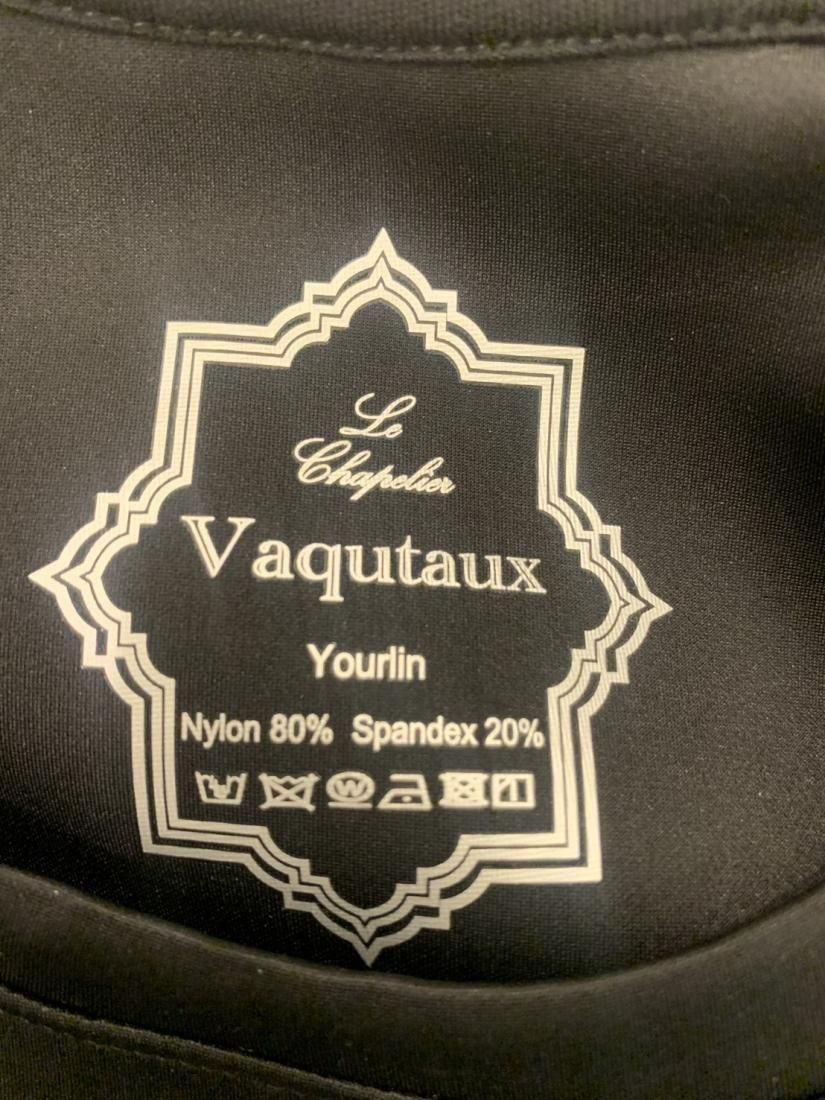 Le
Chapelier
Vaqutaux
Yourlin
Nylon 80% Spandex 20%
W